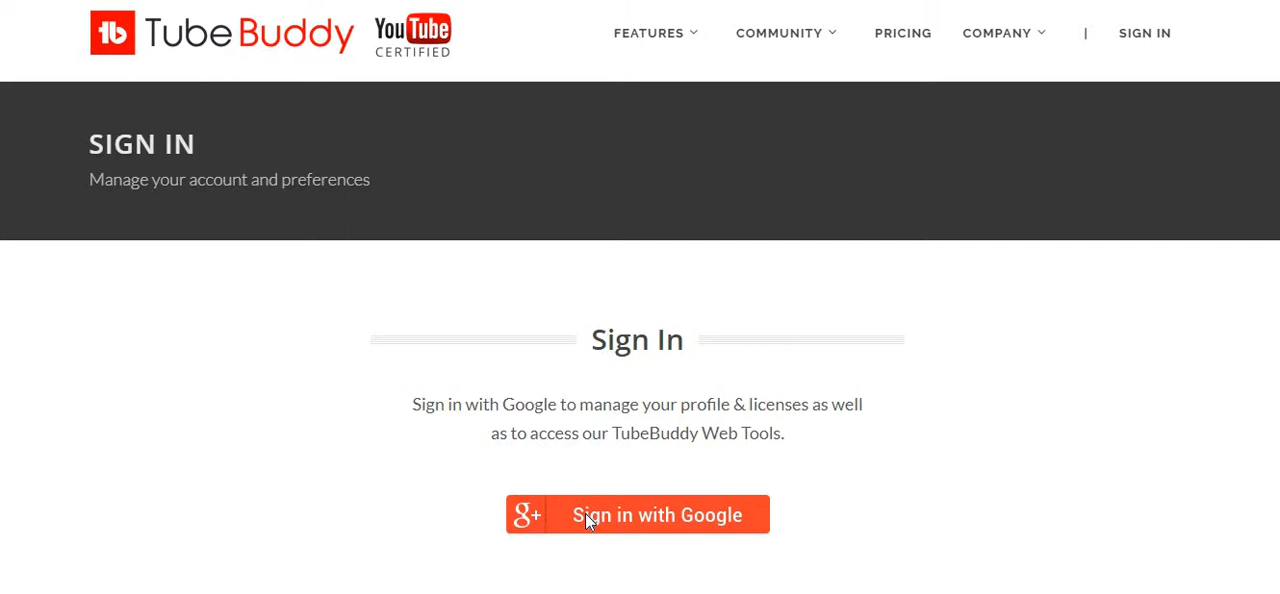 TubeBuddy YouTube CERTIFIED FEATURES COMMUNITY PRICING COMPANY | SIGN IN
SIGN IN
Manage your account and preferences
Sign In
Sign in with Google to manage your profile & licenses as well
as to access our TubeBuddy Web Tools.
g+ Sign in with Google